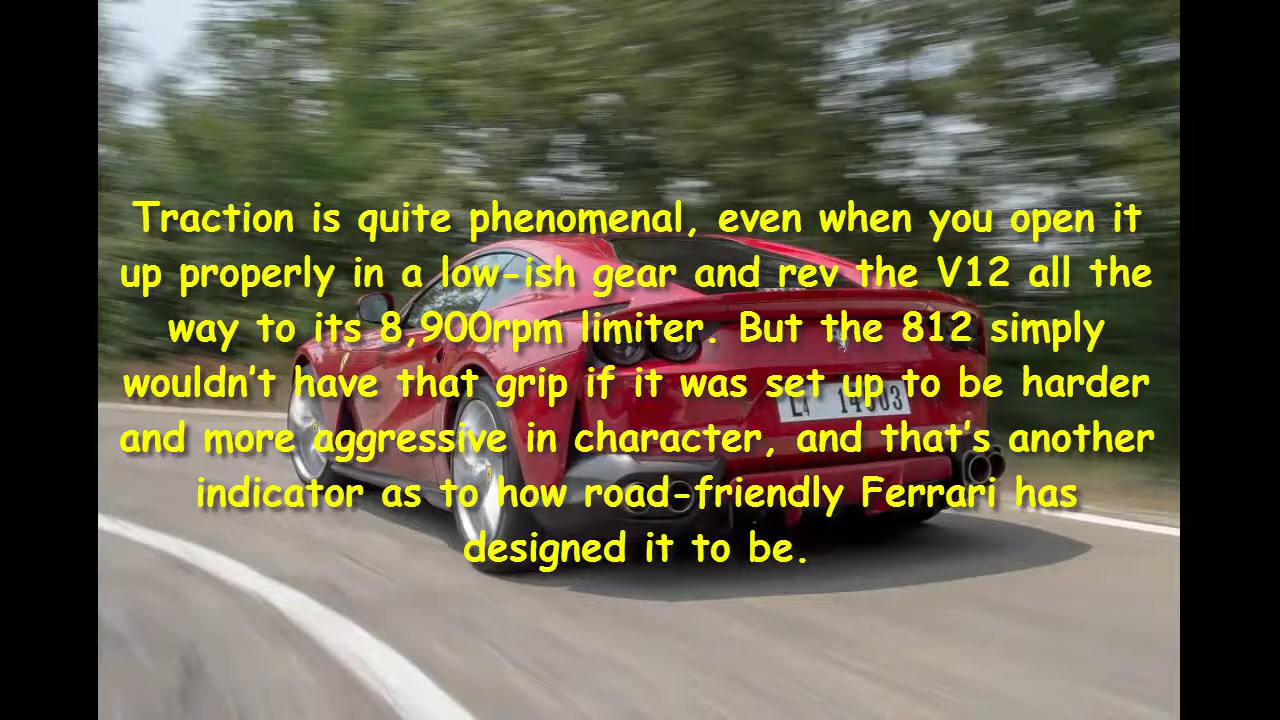 Traction is quite phenomenal, even when you open it
up properly in a low-ish gear and rev the V12 all the
way to its 8,900rpm limiter. But the 812 simply
wouldn't have that grip if it was set up to be harder
and more aggressive in character, and that's another
indicator as to how road-friendly Ferrari has
designed it to be.